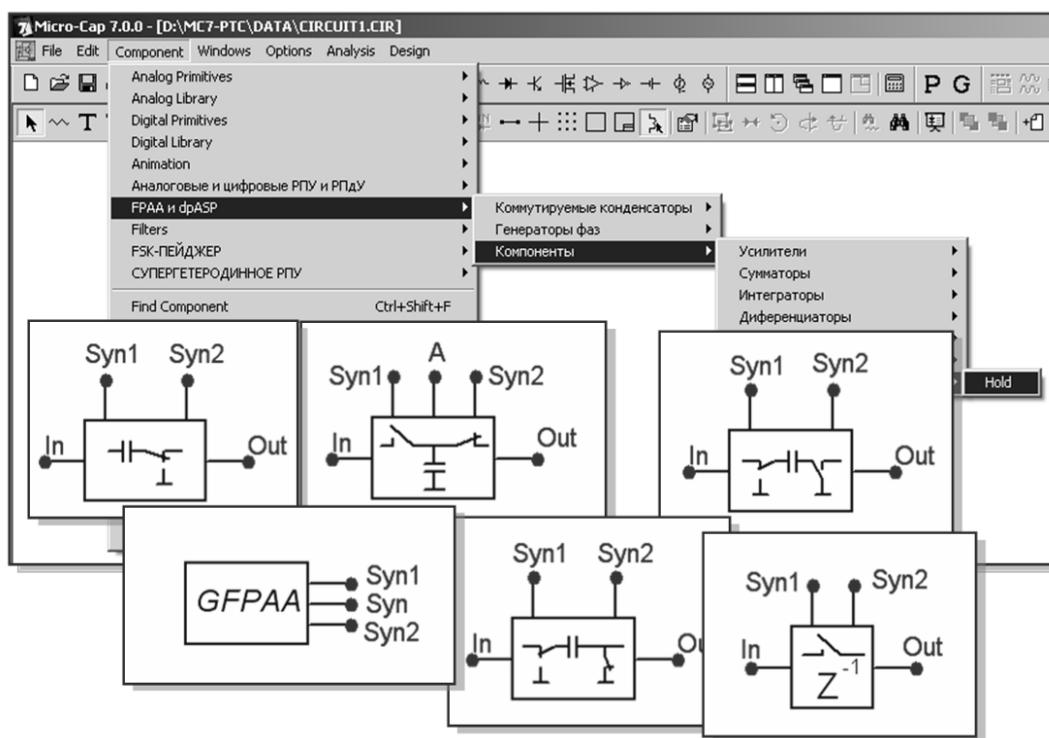 Micro-Cap 7.0.0 - [D:\MC7-PTC\DATA\CIRCUIT1.CIR]
File Edit Component Windows Options Analysis Design
P G
T
Analog Primitives
Analog Library
Digital Primitives
Digital Library
Animation
Аналоговые и цифровые РПУ и РПдУ
FPAA и dpASP
Filters
FSK-ПЕЙДЖЕР
СУПЕРГЕТЕРОДИННОЕ РПУ
Find Component Ctrl+Shift+F
Коммутируемые конденсаторы
Генераторы фаз
Компоненты
Усилители
Сумматоры
Интеграторы
Диференциаторы
Hold
Syn1 Syn2
In Out
A
Syn1 Syn2
In Out
Syn1 Syn2
In Out
GFPAA
Syn1
Syn
Syn2
Syn1 Syn2
In
Syn1 Syn2
In Out
Z-1